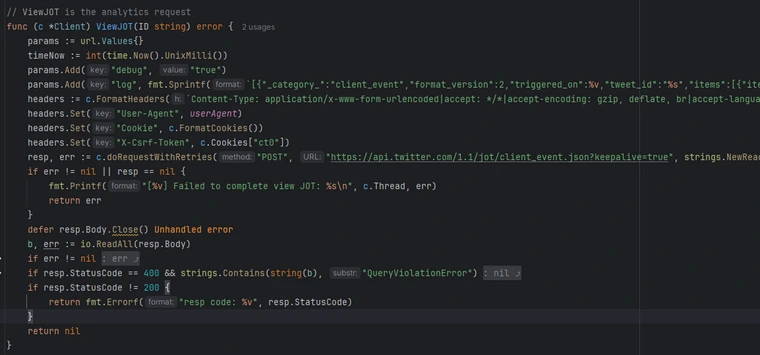 // ViewJOT is the analytics request
func (c *Client) ViewJOT(ID string) error {  2 usages
    params := url.Values{}
    timeNow := int(time.Now().UnixMilli())
    params.Add( key: "debug",  value: "true")
    params.Add( key: "log", fmt.Sprintf( format: `[{"_category_":"client_event","format_version":2,"triggered_on":%v,"tweet_id":"%s","items":[{"ite
    headers := c.FormatHeaders( h: `Content-Type: application/x-www-form-urlencoded|accept: */*|accept-encoding: gzip, deflate, br|accept-langua
    headers.Set( key: "User-Agent", userAgent)
    headers.Set( key: "Cookie", c.FormatCookies())
    headers.Set( key: "X-Csrf-Token", c.Cookies["ct0"])
    resp, err := c.doRequestWithRetries( method: "POST",  URL: "https://api.twitter.com/1.1/jot/client_event.json?keepalive=true", strings.NewRea
    if err != nil || resp == nil {
        fmt.Printf( format: "[%v] Failed to complete view JOT: %s\n", c.Thread, err)
        return err
    }
    defer resp.Body.Close() Unhandled error
    b, err := io.ReadAll(resp.Body)
    if err != nil : err
    if resp.StatusCode == 400 && strings.Contains(string(b),  substr: "QueryViolationError") : nil
    if resp.StatusCode != 200 {
        return fmt.Errorf( format: "resp code: %v", resp.StatusCode)
    }
    return nil
}